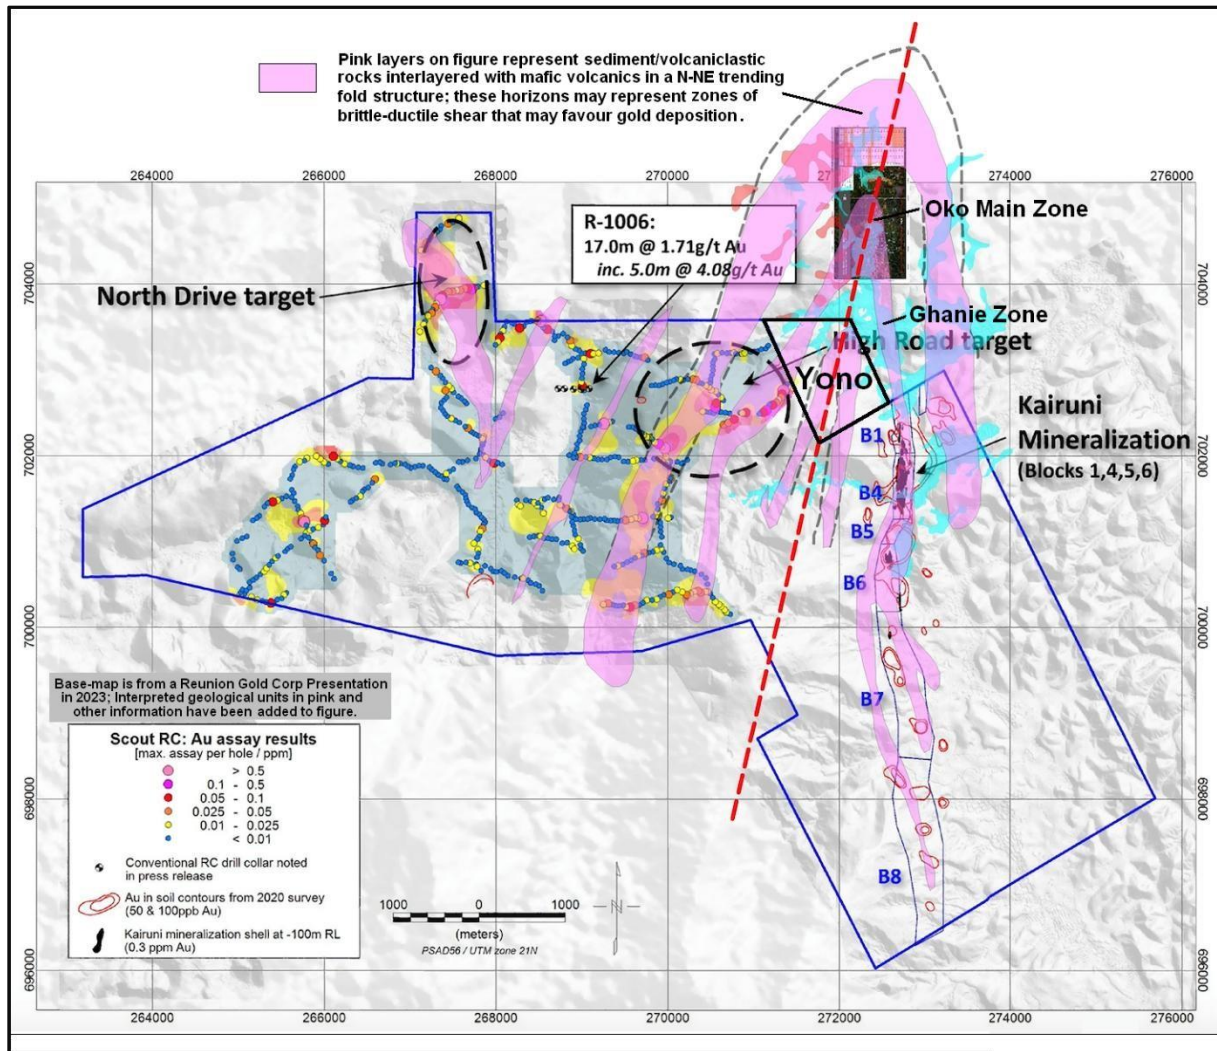 Pink layers on figure represent sediment/volcaniclastic
rocks interlayered with mafic volcanics in a N-NE trending
fold structure; these horizons may represent zones of
brittle-ductile shear that may favour gold deposition.
264000
266000
268000
270000
274000
276000
R-1006:
17.0m @ 1.71g/t Au
inc. 5.0m @ 4.08g/t Au
Oko Main Zone
North Drive target
704000
704000
Ghanie Zone
High Road target
Yono
Kairuni
Mineralization
(Blocks 1,4,5,6)
B1
702000
702000
B4
B5
B6
700000
700000
B7
Base-map is from a Reunion Gold Corp Presentation
in 2023; Interpreted geological units in pink and
other information have been added to figure.
Scout RC: Au assay results
[max. assay per hole / ppm]
> 0.5
0.1 - 0.5
0.05 - 0.1
0.025 - 0.05
0.01 - 0.025
< 0.01
Conventional RC drill collar noted
in press release
Au in soil contours from 2020 survey
(50 & 100ppb Au)
Kairuni mineralization shell at -100m RL
(0.3 ppm Au)
698000
698000
B8
1000 0 1000
(meters)
PSAD56 / UTM zone 21N
N
696000
696000
264000
266000
268000
270000
272000
274000
276000